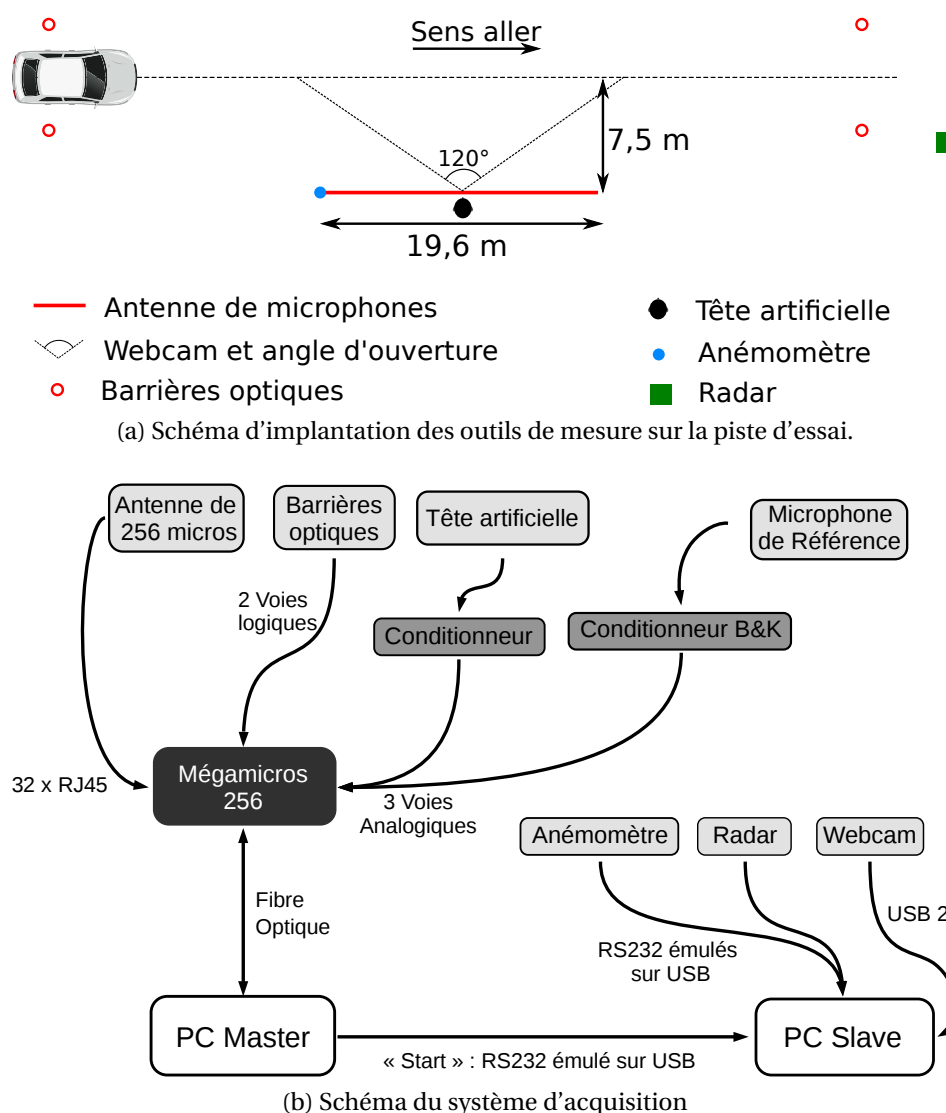 Sens aller
7,5 m
120°
19,6 m
Antenne de microphones
Tête artificielle
Webcam et angle d'ouverture
Anémomètre
Barrières optiques
Radar
(a) Schéma d'implantation des outils de mesure sur la piste d'essai.
Antenne de
256 micros
Barrières
optiques
Tête artificielle
Microphone
de Référence
2 Voies
logiques
Conditionneur
Conditionneur B&K
32 x RJ45
Mégamicros
256
3 Voies
Analogiques
Anémomètre
Radar
Webcam
Fibre
Optique
USB 2
RS232 émulés
sur USB
PC Master
PC Slave
« Start » : RS232 émulé sur USB
(b) Schéma du système d'acquisition